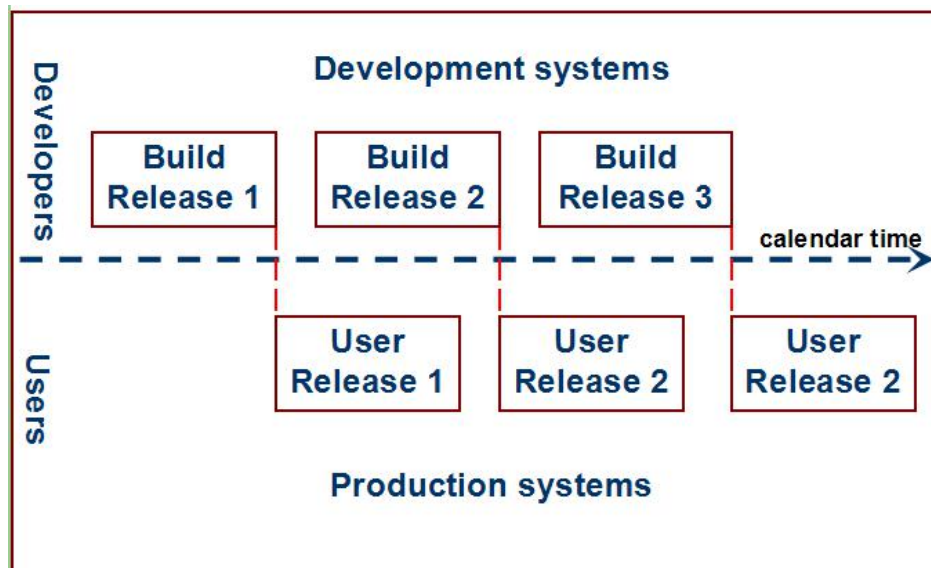 Developers
Development systems
Build
Release 1
Build
Release 2
Build
Release 3
calendar time
Users
User
Release 1
User
Release 2
User
Release 2
Production systems